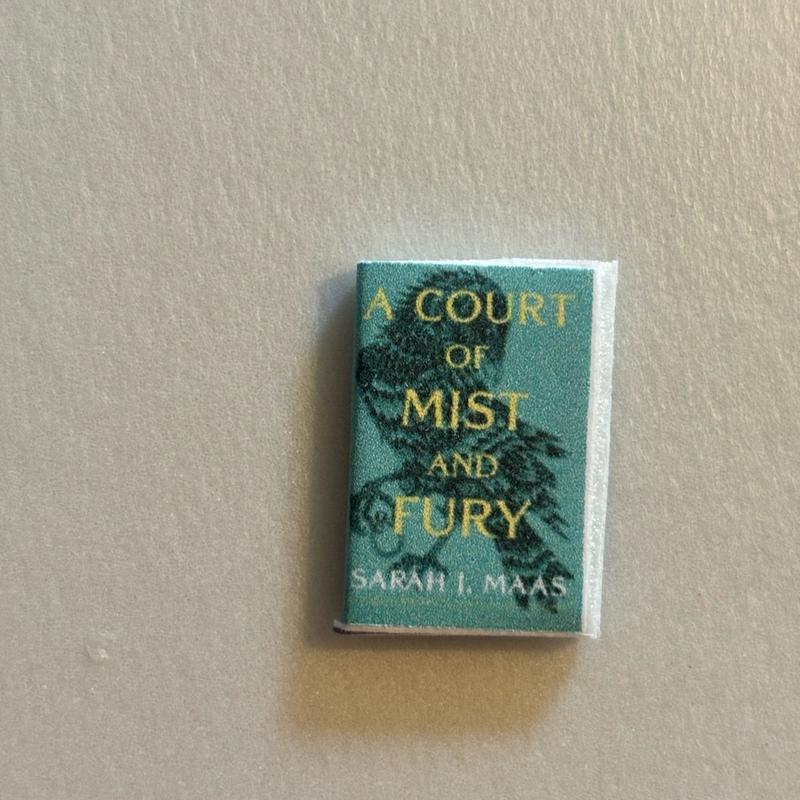 A COURT
OF
MIST
AND
FURY
SARAH J. MAAS